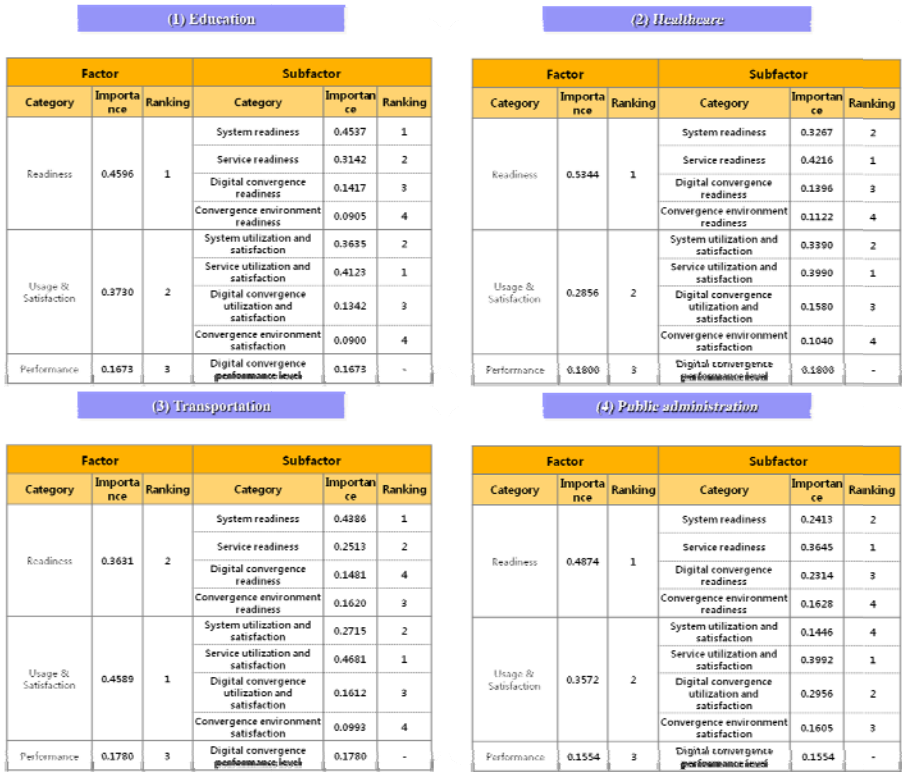 (1) Education
Factor Subfactor
Category Importa
nce Ranking Category Importan
ce Ranking
Readiness 0.4596 1
System readiness 0.4537 1
Service readiness 0.3142 2
Digital convergence
readiness 0.1417 3
Convergence environment
readiness 0.0905 4
Usage &
Satisfaction 0.3730 2
System utilization and
satisfaction 0.3635 2
Service utilization and
satisfaction 0.4123 1
Digital convergence
utilization and
satisfaction 0.1342 3
Convergence environment
satisfaction 0.0900 4
Performance 0.1673 3
Digital convergence
performance level 0.1673 -
(2) Healthcare
Factor Subfactor
Category Importa
nce Ranking Category Importan
ce Ranking
Readiness 0.5344 1
System readiness 0.3267 2
Service readiness 0.4216 1
Digital convergence
readiness 0.1396 3
Convergence environment
readiness 0.1122 4
Usage &
Satisfaction 0.2856 2
System utilization and
satisfaction 0.3390 2
Service utilization and
satisfaction 0.3990 1
Digital convergence
utilization and
satisfaction 0.1580 3
Convergence environment
satisfaction 0.1040 4
Performance 0.1800 3
Digital convergence
performance level 0.1800 -
(3) Transportation
Factor Subfactor
Category Importa
nce Ranking Category Importan
ce Ranking
Readiness 0.3631 2
System readiness 0.4386 1
Service readiness 0.2513 2
Digital convergence
readiness 0.1481 4
Convergence environment
readiness 0.1620 3
Usage &
Satisfaction 0.4589 1
System utilization and
satisfaction 0.2715 2
Service utilization and
satisfaction 0.4681 1
Digital convergence
utilization and
satisfaction 0.1612 3
Convergence environment
satisfaction 0.0993 4
Performance 0.1780 3
Digital convergence
performance level 0.1780 -
(4) Public administration
Factor Subfactor
Category Importa
nce Ranking Category Importan
ce Ranking
Readiness 0.4874 1
System readiness 0.2413 2
Service readiness 0.3645 1
Digital convergence
readiness 0.2314 3
Convergence environment
readiness 0.1628 4
Usage &
Satisfaction 0.3572 2
System utilization and
satisfaction 0.1446 4
Service utilization and
satisfaction 0.3992 1
Digital convergence
utilization and
satisfaction 0.2956 2
Convergence environment
satisfaction 0.1605 3
Performance 0.1554 3
Digital convergence
performance level 0.1554 -